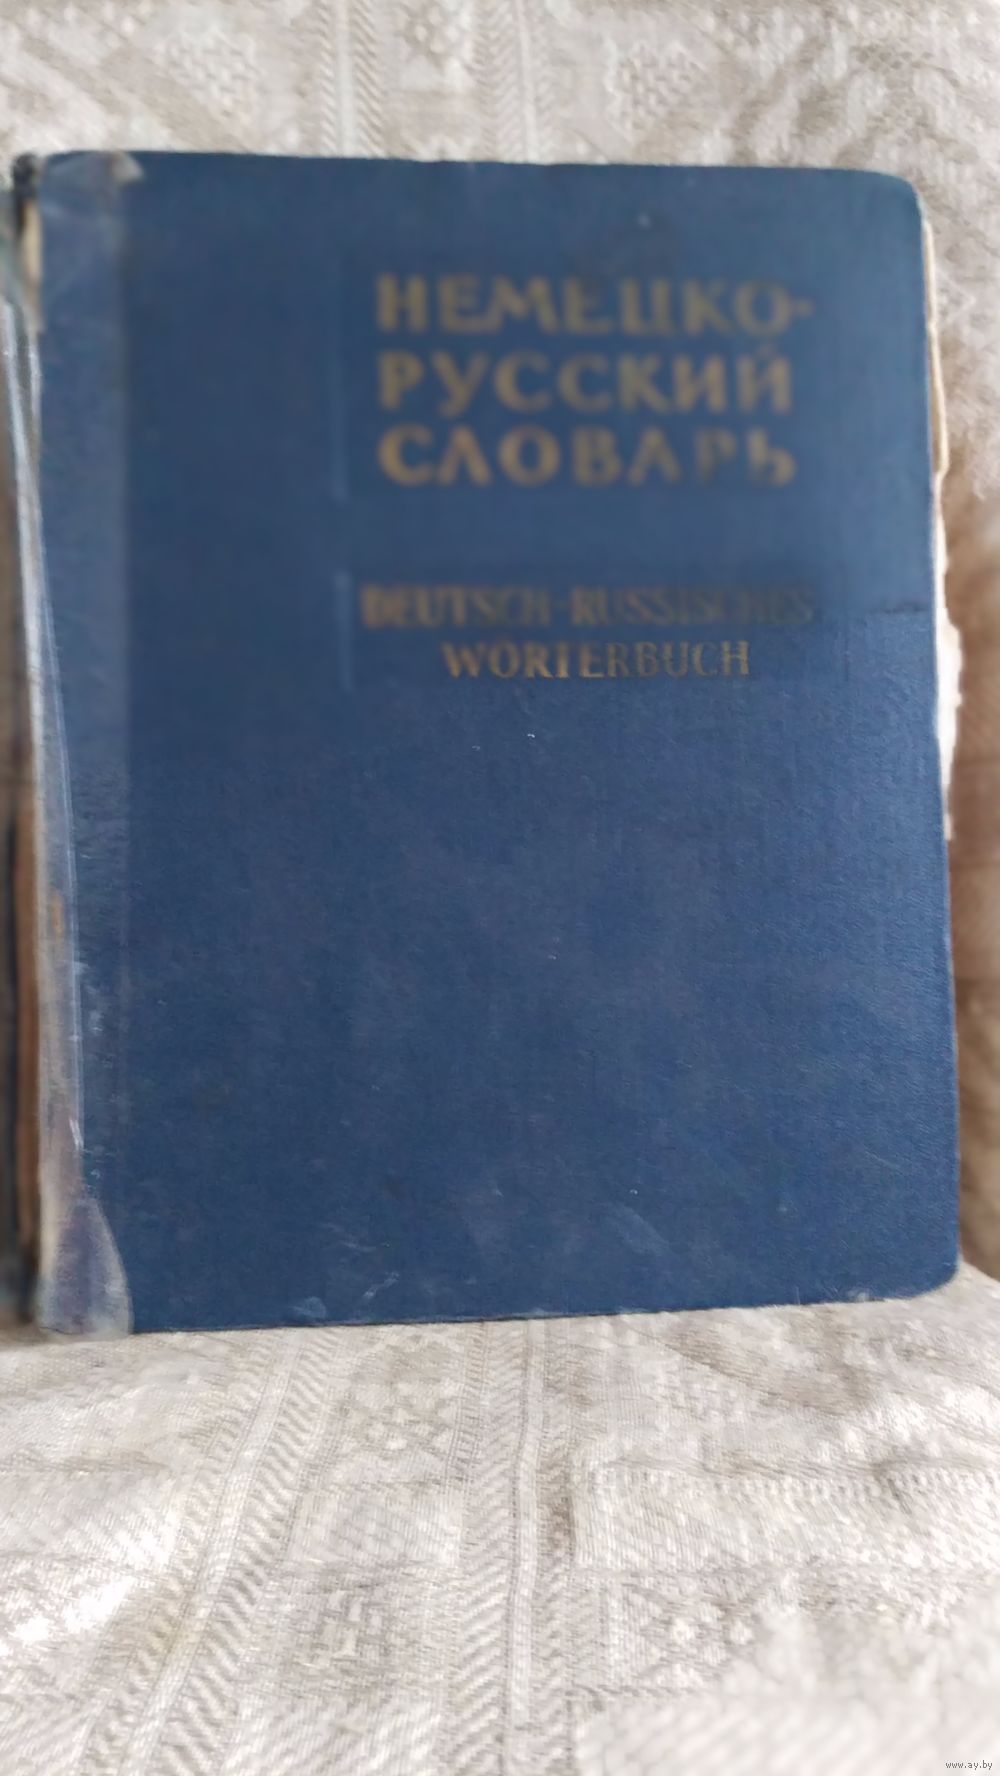 НЕМЕЦКО-
РУССКИЙ
СЛОВАРЬ
DEUTSCH-RUSSISCHES
WÖRTERBUCH
www.ay.by